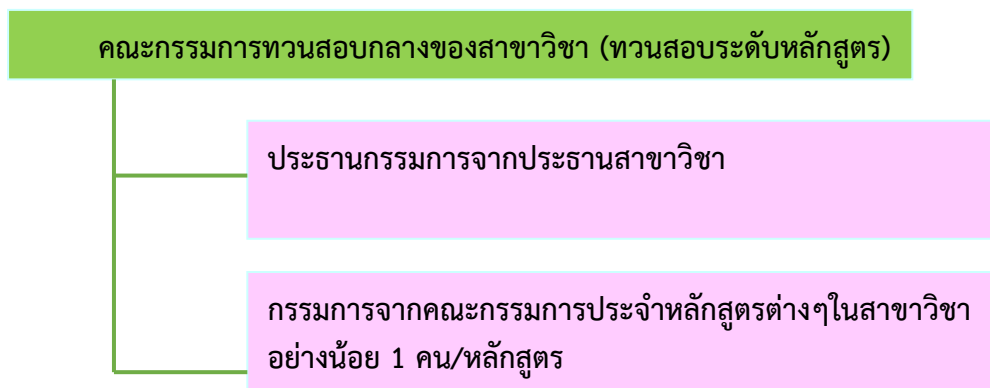 คณะกรรมการทวนสอบกลางของสาขาวิชา (ทวนสอบระดับหลักสูตร)
ประธานกรรมการจากประธานสาขาวิชา
กรรมการจากคณะกรรมการประจำหลักสูตรต่างๆในสาขาวิชา
อย่างน้อย 1 คน/หลักสูตร